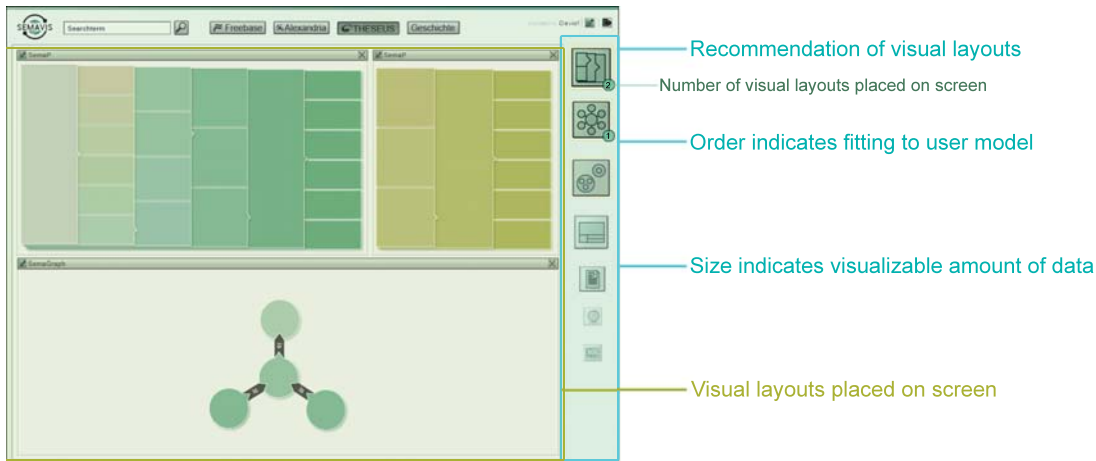 SEMAVIS
Searchterm
Freebase
Alexandria
THESEUS
Geschichte
SemaP
SemaP
SemaGraph
2
1
Recommendation of visual layouts
Number of visual layouts placed on screen
Order indicates fitting to user model
Size indicates visualizable amount of data
Visual layouts placed on screen